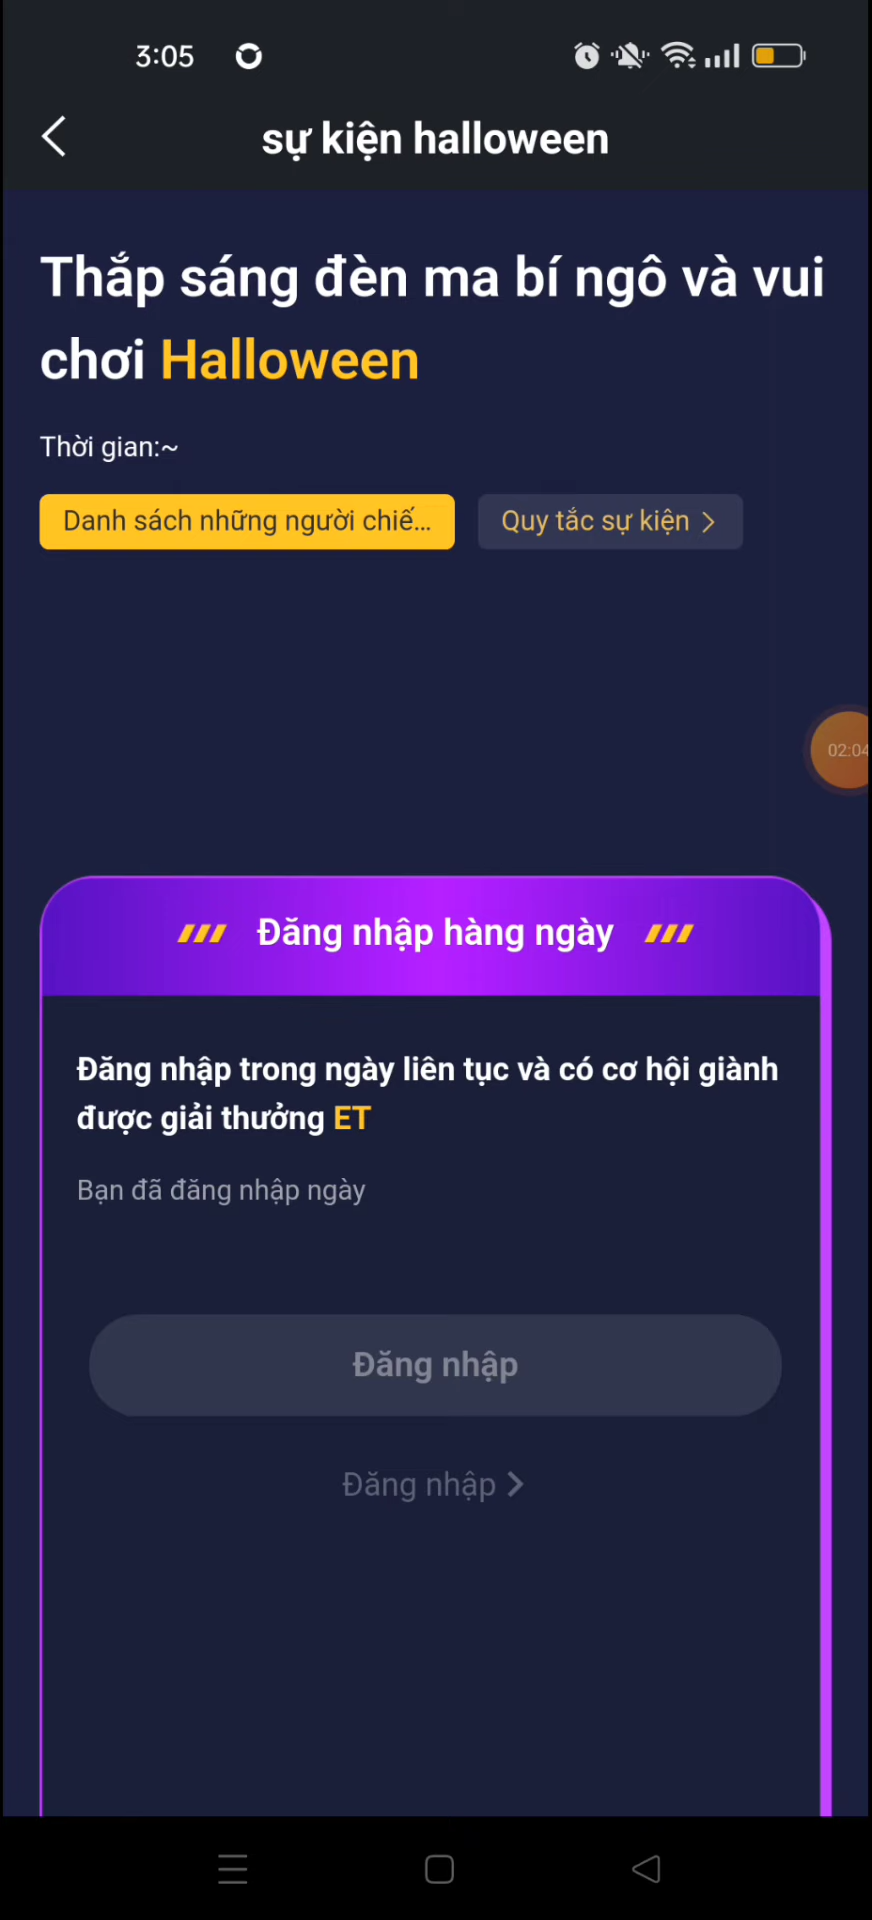 3:05
sự kiện halloween
Thắp sáng đèn ma bí ngô và vui
chơi Halloween
Thời gian:~
Danh sách những người chiế...
Quy tắc sự kiện
02:04
Đăng nhập hàng ngày
Đăng nhập trong ngày liên tục và có cơ hội giành
được giải thưởng ET
Bạn đã đăng nhập ngày
Đăng nhập
Đăng nhập